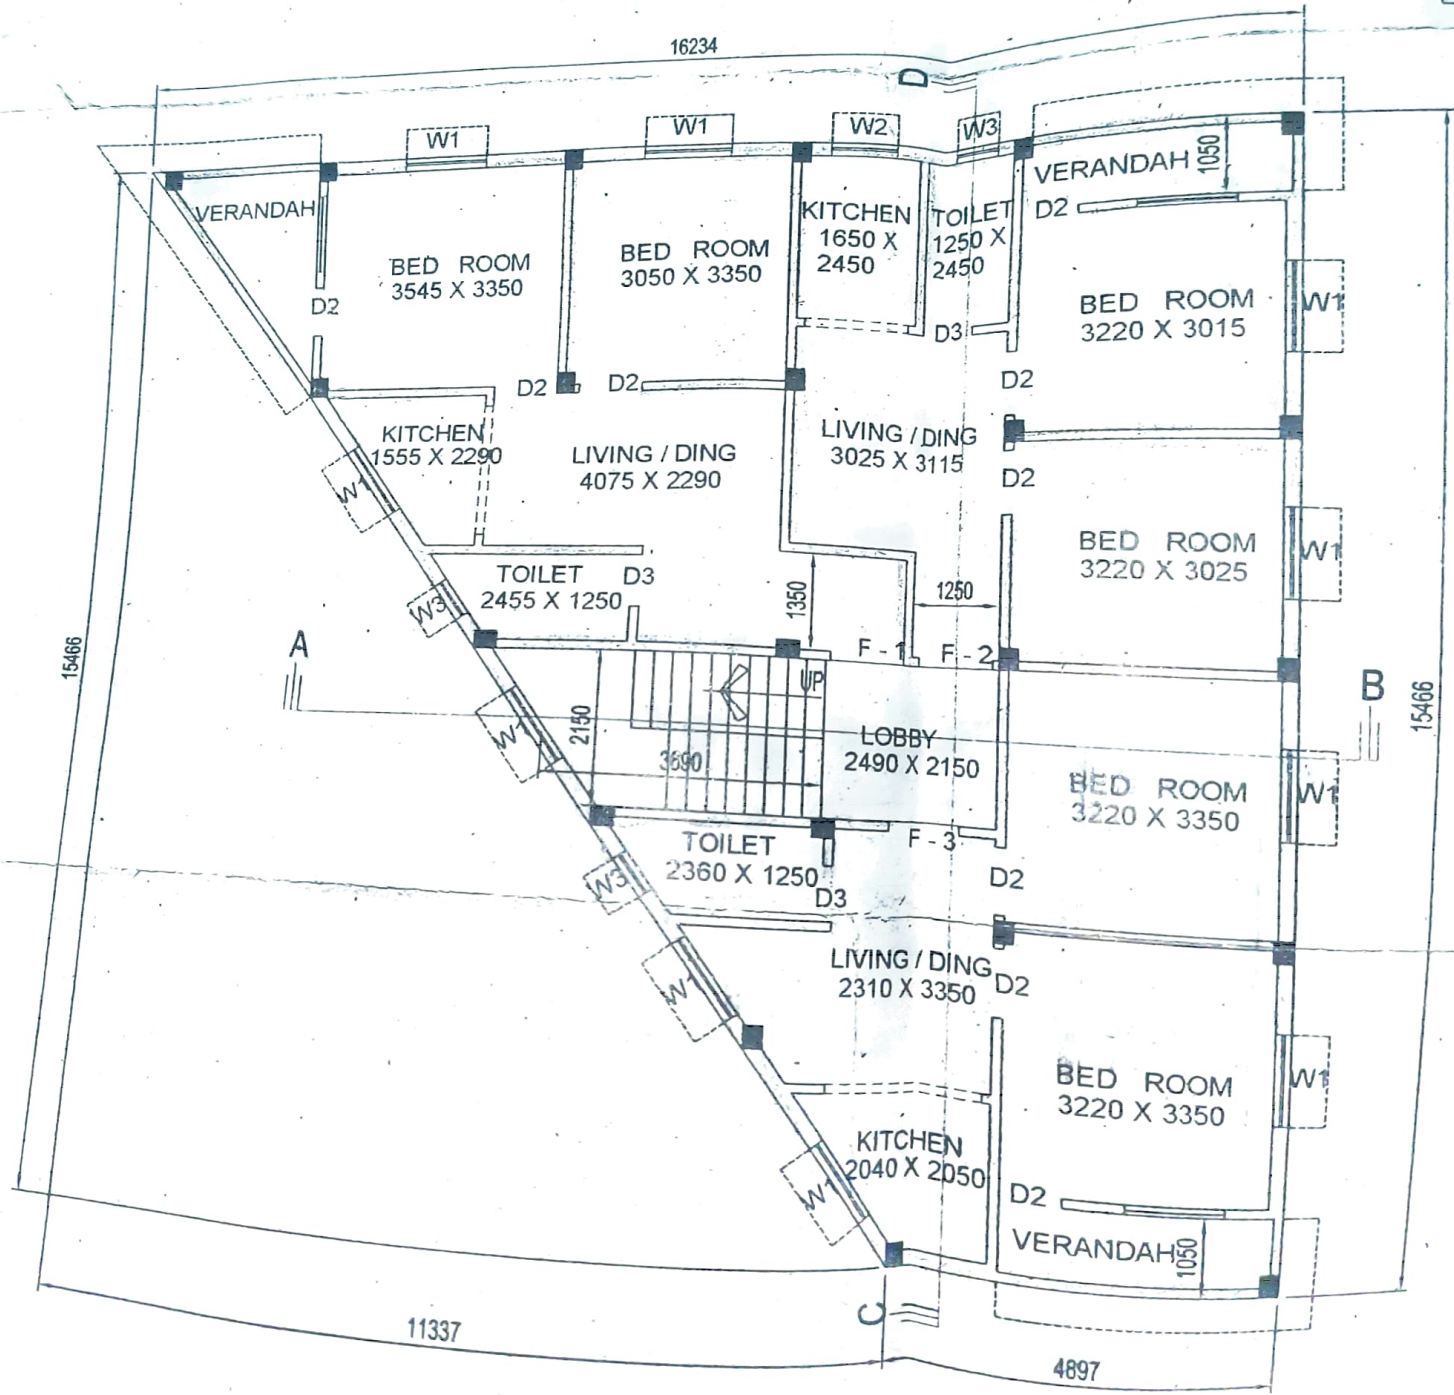 16234
D
W1
W1
W2
W3
VERANDAH
1050
VERANDAH
D2
KITCHEN
1650 X
2450
TOILET
1250 X
2450
BED ROOM
3545 X 3350
BED ROOM
3050 X 3350
D2
BED ROOM
3220 X 3015
W1
D3
D2
D2
D2
KITCHEN
1555 X 2290
LIVING / DING
4075 X 2290
LIVING / DING
3025 X 3115
D2
W1
BED ROOM
3220 X 3025
W1
TOILET
2455 X 1250
D3
1350
1250
W3
15466
A
F - 1
F - 2
UP
B
15466
W1
2150
3690
LOBBY
2490 X 2150
BED ROOM
3220 X 3350
W1
TOILET
2360 X 1250
F - 3
D3
D2
W3
LIVING / DING
2310 X 3350
D2
W1
BED ROOM
3220 X 3350
W1
KITCHEN
2040 X 2050
W1
D2
VERANDAH
1050
C
11337
4897